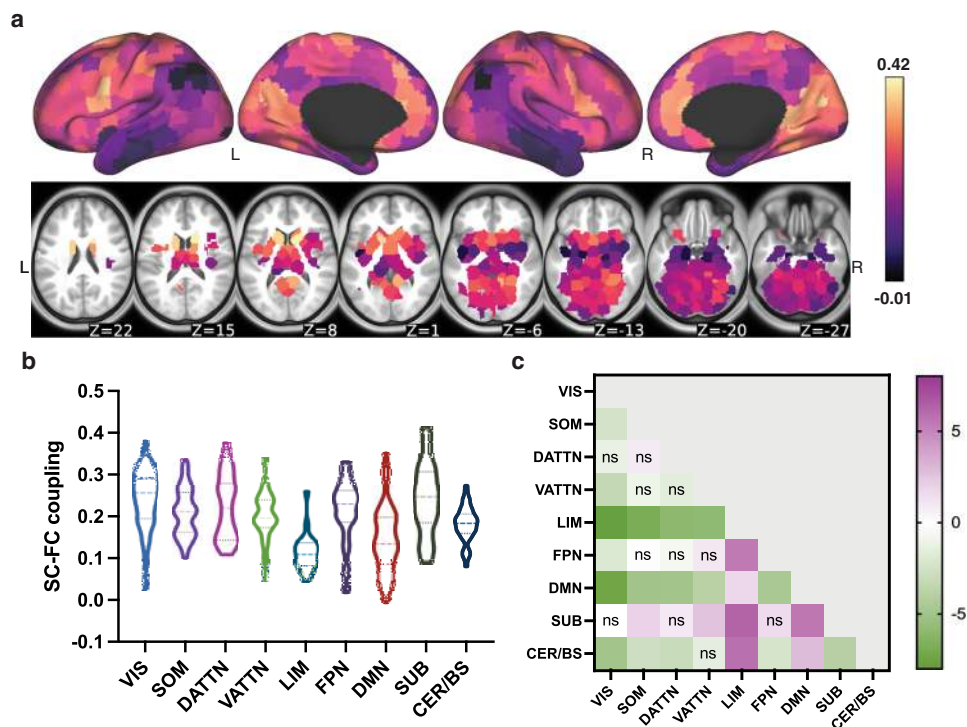 a
0.42
-0.01
L
R
L
R
Z=22 Z=15 Z=8 Z=1 Z=-6 Z=-13 Z=-20 Z=-27
b
SC-FC coupling
0.5
0.4
0.3
0.2
0.1
0.0
-0.1
VIS SOM DATTN VATTN LIM FPN DMN SUB CER/BS
c
VIS
SOM
DATTN ns ns
VATTN ns ns
LIM
FPN ns ns ns
DMN
SUB ns ns ns
CER/BS ns
VIS SOM DATTN VATTN LIM FPN DMN SUB CER/BS
5
0
-5